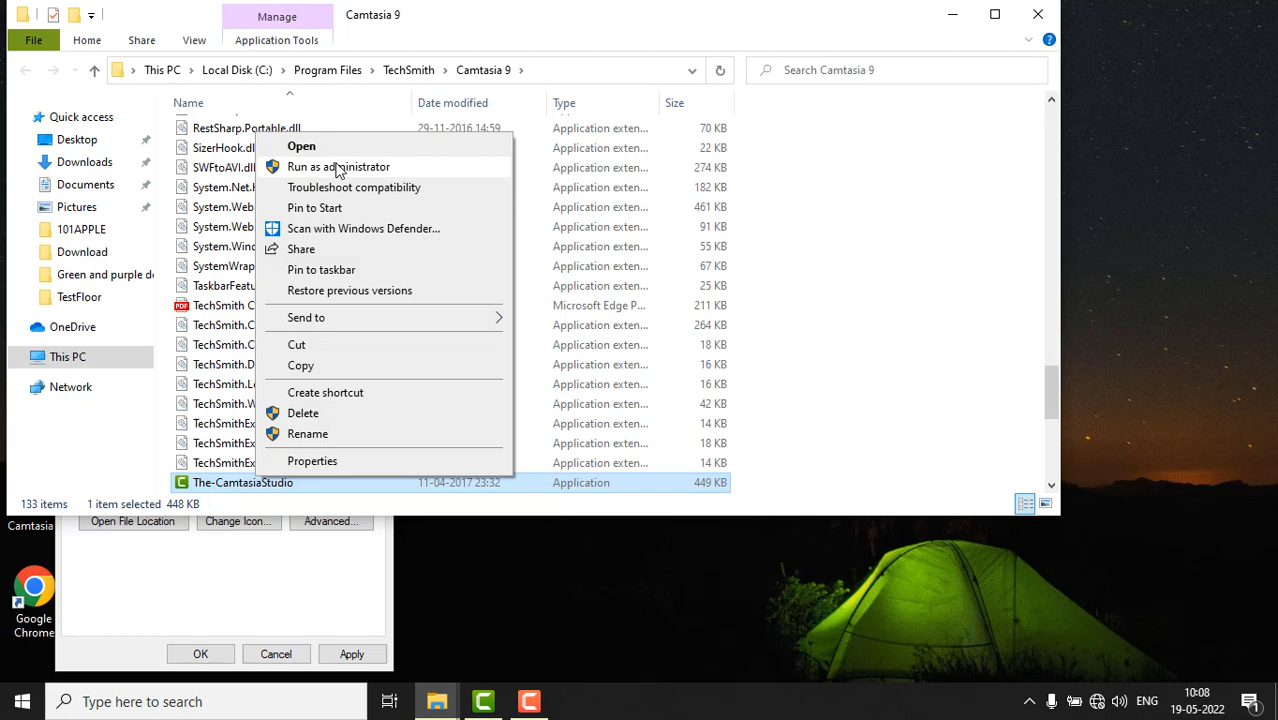 Manage
Camtasia 9
File
Home
Share
View
Application Tools
This PC
Local Disk (C:)
Program Files
TechSmith
Camtasia 9
Search Camtasia 9
Name
Date modified
Type
Size
Quick access
Desktop
Downloads
Documents
Pictures
101APPLE
Download
Green and purple de
TestFloor
OneDrive
This PC
Network
RestSharp.Portable.dll 29-11-2016 14:59 Application exten... 70 KB
SizerHook.dl Application exten... 22 KB
SWFtoAVI.dll Application exten... 274 KB
System.Net.H Application exten... 182 KB
System.Web Application exten... 461 KB
System.Web Application exten... 91 KB
System.Winc Application exten... 55 KB
SystemWrap Application exten... 67 KB
TaskbarFeatu Application exten... 25 KB
TechSmith C Microsoft Edge P... 211 KB
TechSmith.C Application exten... 264 KB
TechSmith.C Application exten... 18 KB
TechSmith.D Application exten... 16 KB
TechSmith.Lo Application exten... 16 KB
TechSmith.W Application exten... 42 KB
TechSmithEx Application exten... 14 KB
TechSmithEx Application exten... 18 KB
TechSmithEx Application exten... 14 KB
The-CamtasiaStudio 11-04-2017 23:32 Application 449 KB
Open
Run as administrator
Troubleshoot compatibility
Pin to Start
Scan with Windows Defender...
Share
Pin to taskbar
Restore previous versions
Send to
Cut
Copy
Create shortcut
Delete
Rename
Properties
133 items 1 item selected 448 KB
Camtasia
Open File Location
Change Icon...
Advanced...
Google
Chrome
OK
Cancel
Apply
Type here to search
ENG
10:08
19-05-2022
1